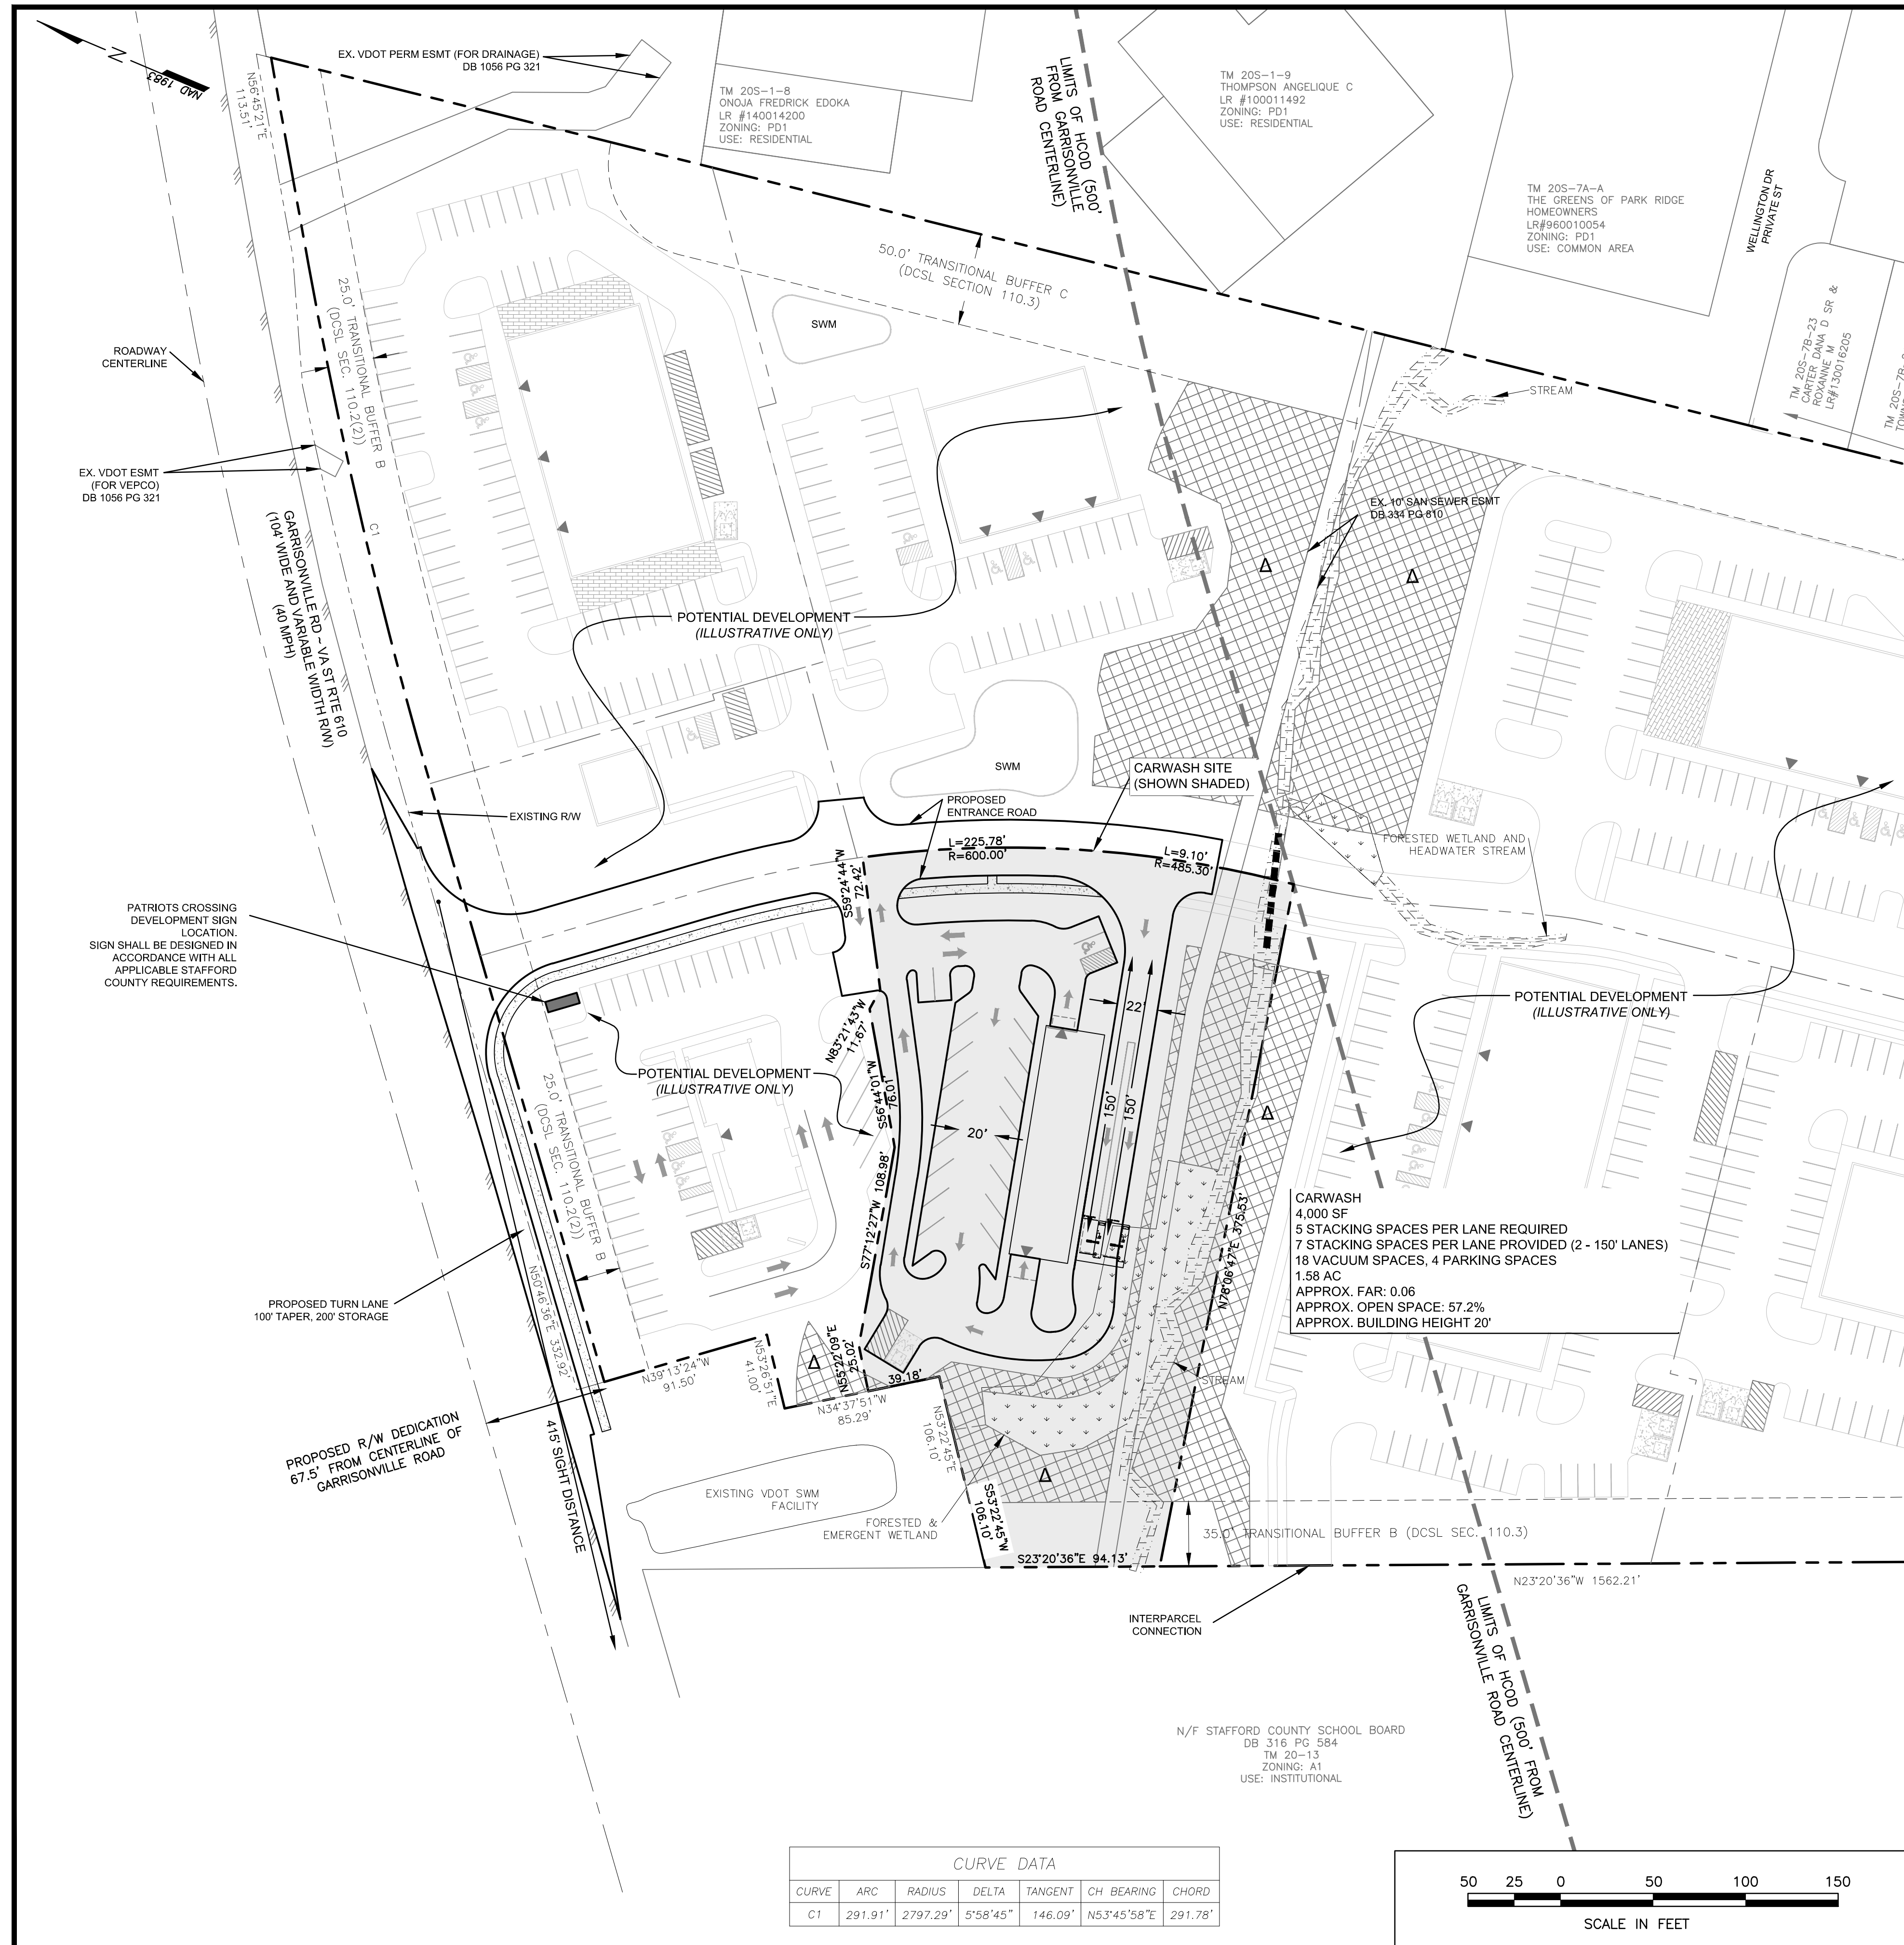 N
NAD 1983
EX. VDOT PERM ESMT (FOR DRAINAGE)
DB 1056 PG 321
N56°45'21"E
113.51'
TM 20S-1-8
ONOJA FREDRICK EDOKA
LR #140014200
ZONING: PD1
USE: RESIDENTIAL
LIMITS OF HCOD (500'
FROM GARRISONVILLE
ROAD CENTERLINE)
TM 20S-1-9
THOMPSON ANGELIQUE C
LR #100011492
ZONING: PD1
USE: RESIDENTIAL
TM 20S-7A-A
THE GREENS OF PARK RIDGE
HOMEOWNERS
LR#960010054
ZONING: PD1
USE: COMMON AREA
WELLINGTON DR
PRIVATE ST
TM 20S-7B-23
CARTER DANA D SR &
ROXANNE M
LR#130016205
TM 20S-7B-
50.0' TRANSITIONAL BUFFER C
(DCSL SECTION 110.3)
25.0' TRANSITIONAL BUFFER B
(DCSL SEC. 110.2(2))
SWM
ROADWAY
CENTERLINE
STREAM
EX. VDOT ESMT
(FOR VEPCO)
DB 1056 PG 321
C1
EX. 10' SAN SEWER ESMT
DB 334 PG 810
GARRISONVILLE RD ~ VA ST RTE 610
(104' WIDE AND VARIABLE WIDTH R/W)
(40 MPH)
Δ
Δ
POTENTIAL DEVELOPMENT
(ILLUSTRATIVE ONLY)
SWM
CARWASH SITE
(SHOWN SHADED)
EXISTING R/W
PROPOSED
ENTRANCE ROAD
L=225.78'
R=600.00'
L=9.10'
R=485.30'
FORESTED WETLAND AND
HEADWATER STREAM
S59°24'44"W
72.42'
PATRIOTS CROSSING
DEVELOPMENT SIGN
LOCATION.
SIGN SHALL BE DESIGNED IN
ACCORDANCE WITH ALL
APPLICABLE STAFFORD
COUNTY REQUIREMENTS.
N83°21'43"W
11.67'
22'
POTENTIAL DEVELOPMENT
(ILLUSTRATIVE ONLY)
POTENTIAL DEVELOPMENT
(ILLUSTRATIVE ONLY)
S56°44'01"W
76.01'
150'
150'
20'
Δ
25.0' TRANSITIONAL BUFFER B
(DCSL SEC. 110.2(2))
S77°12'27"W 108.98'
N78°06'47"E 375.53'
CARWASH
4,000 SF
5 STACKING SPACES PER LANE REQUIRED
7 STACKING SPACES PER LANE PROVIDED (2 - 150' LANES)
18 VACUUM SPACES, 4 PARKING SPACES
1.58 AC
APPROX. FAR: 0.06
APPROX. OPEN SPACE: 57.2%
APPROX. BUILDING HEIGHT 20'
PROPOSED TURN LANE
100' TAPER, 200' STORAGE
N50°46'36"E 332.92'
N39°13'24"W
91.50'
N53°26'51"E
41.00'
Δ
N55°22'09"E
25.02'
39.18'
N34°37'51"W
85.29'
STREAM
PROPOSED R/W DEDICATION
67.5' FROM CENTERLINE OF
GARRISONVILLE ROAD
415' SIGHT DISTANCE
N53°22'45"E
106.10'
S53°22'45"W
106.10'
Δ
EXISTING VDOT SWM
FACILITY
FORESTED &
EMERGENT WETLAND
35.0' TRANSITIONAL BUFFER B (DCSL SEC. 110.3)
S23°20'36"E 94.13'
N23°20'36"W 1562.21'
INTERPARCEL
CONNECTION
LIMITS OF HCOD (500' FROM
GARRISONVILLE ROAD CENTERLINE)
N/F STAFFORD COUNTY SCHOOL BOARD
DB 316 PG 584
TM 20-13
ZONING: A1
USE: INSTITUTIONAL
CURVE DATA
CURVE ARC RADIUS DELTA TANGENT CH BEARING CHORD
C1 291.91' 2797.29' 5°58'45" 146.09' N53°45'58"E 291.78'
50 25 0 50 100 150
SCALE IN FEET